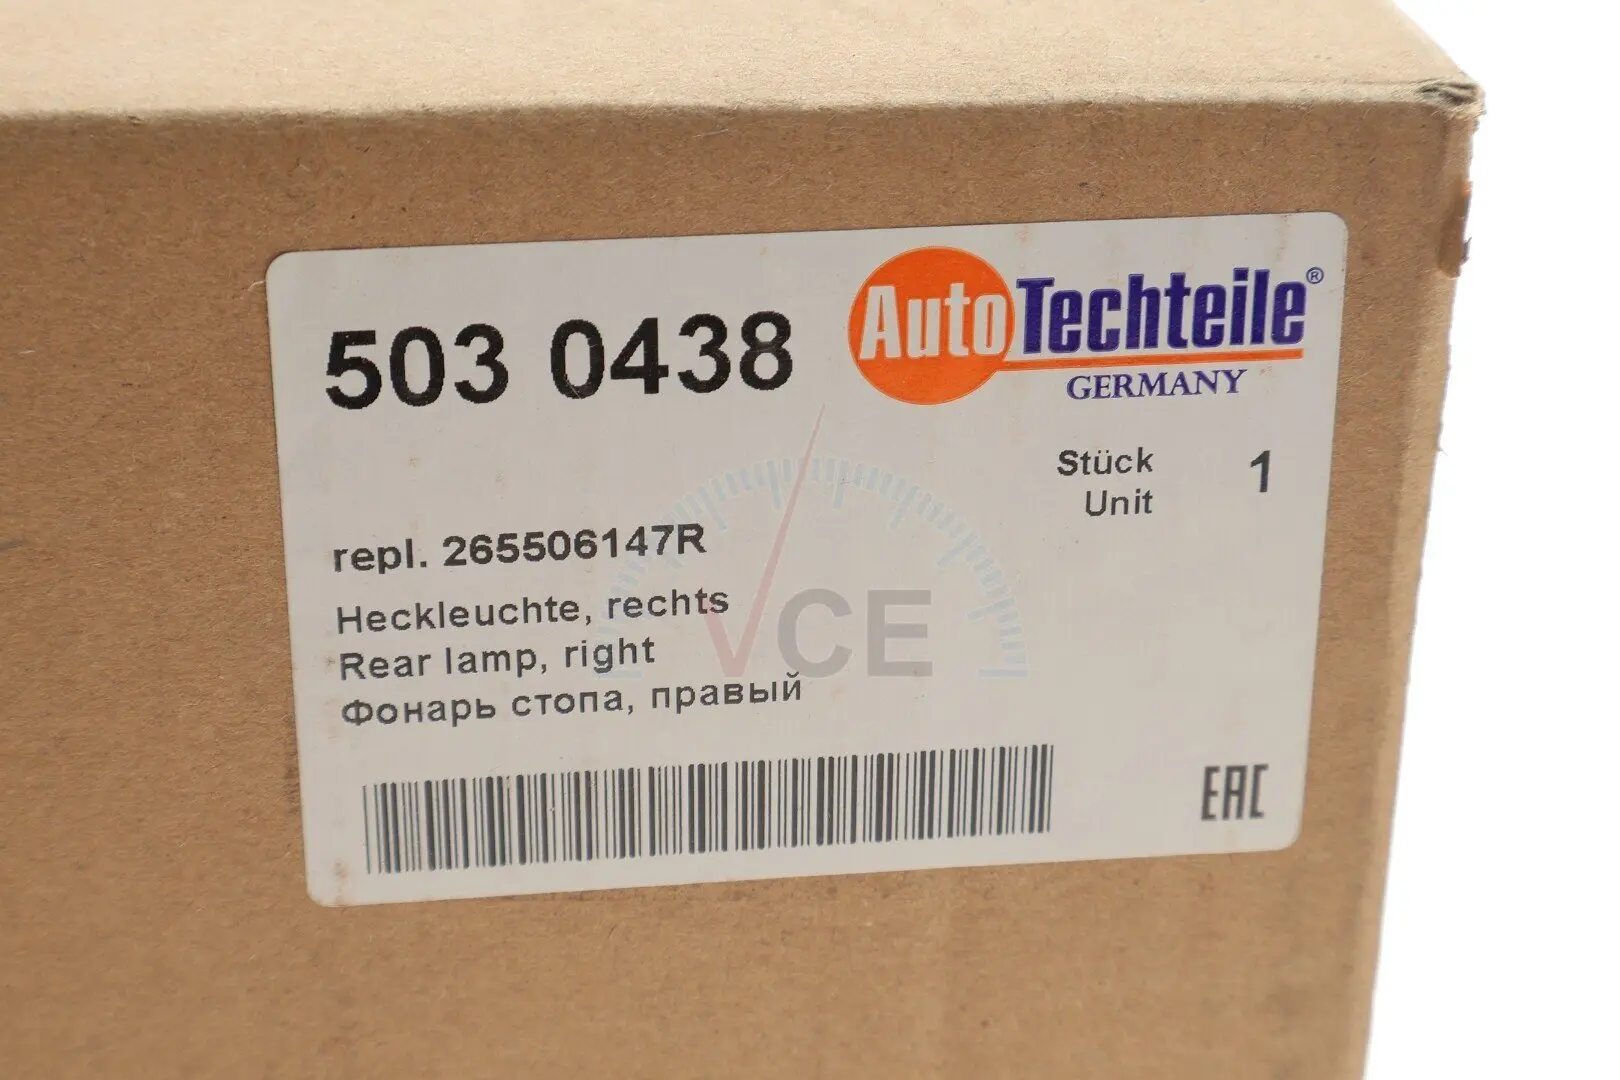 503 0438
AutoTechteile®
GERMANY
Stück 1
Unit
repl. 265506147R
Heckleuchte, rechts
Rear lamp, right
Фонарь стопа, правый
VCE
EAC